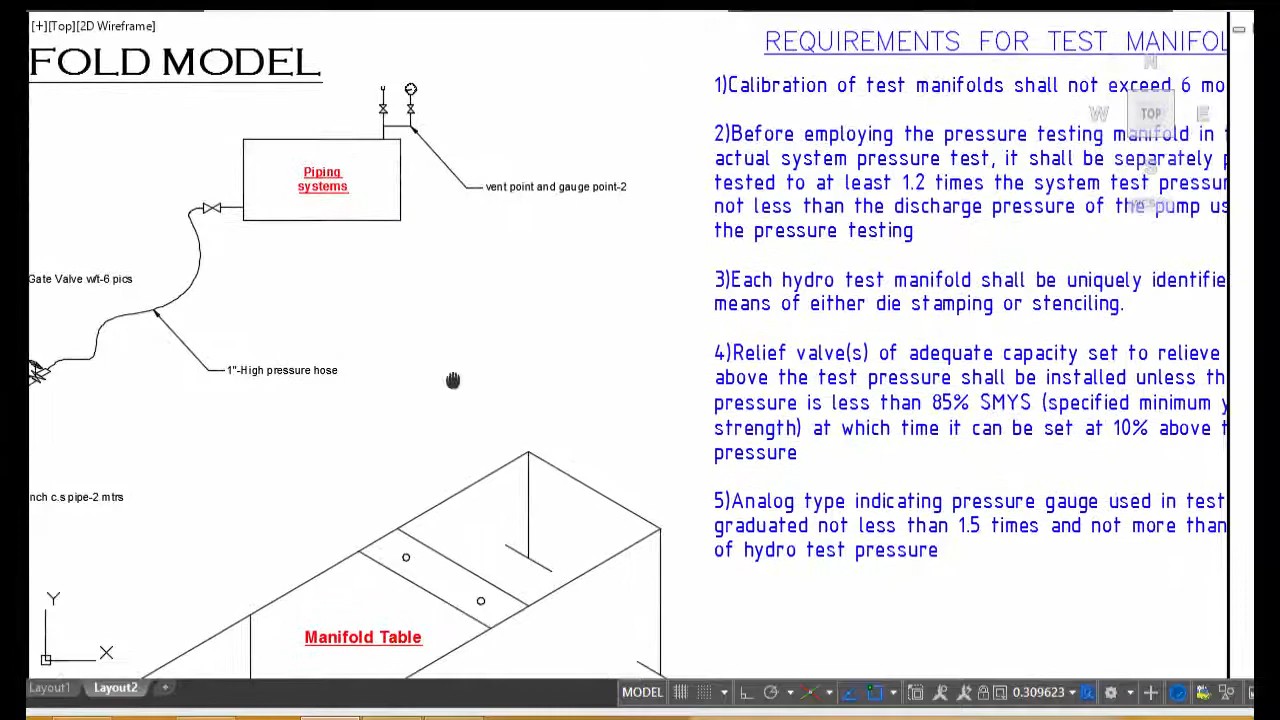 [+][Top][2D Wireframe]
FOLD MODEL
Piping
systems
vent point and gauge point-2
Gate Valve w/t-6 pics
1"-High pressure hose
nch c.s pipe-2 mtrs
Manifold Table
Y
X
REQUIREMENTS FOR TEST MANIFOL
1)Calibration of test manifolds shall not exceed 6 mo
2)Before employing the pressure testing manifold in
actual system pressure test, it shall be separately
tested to at least 1.2 times the system test pressur
not less than the discharge pressure of the pump us
the pressure testing
3)Each hydro test manifold shall be uniquely identifie
means of either die stamping or stenciling.
4)Relief valve(s) of adequate capacity set to relieve
above the test pressure shall be installed unless th
pressure is less than 85% SMYS (specified minimum
strength) at which time it can be set at 10% above
pressure
5)Analog type indicating pressure gauge used in test
graduated not less than 1.5 times and not more than
of hydro test pressure
N
W
TOP
E
S
Layout1
Layout2
+
MODEL
0.309623